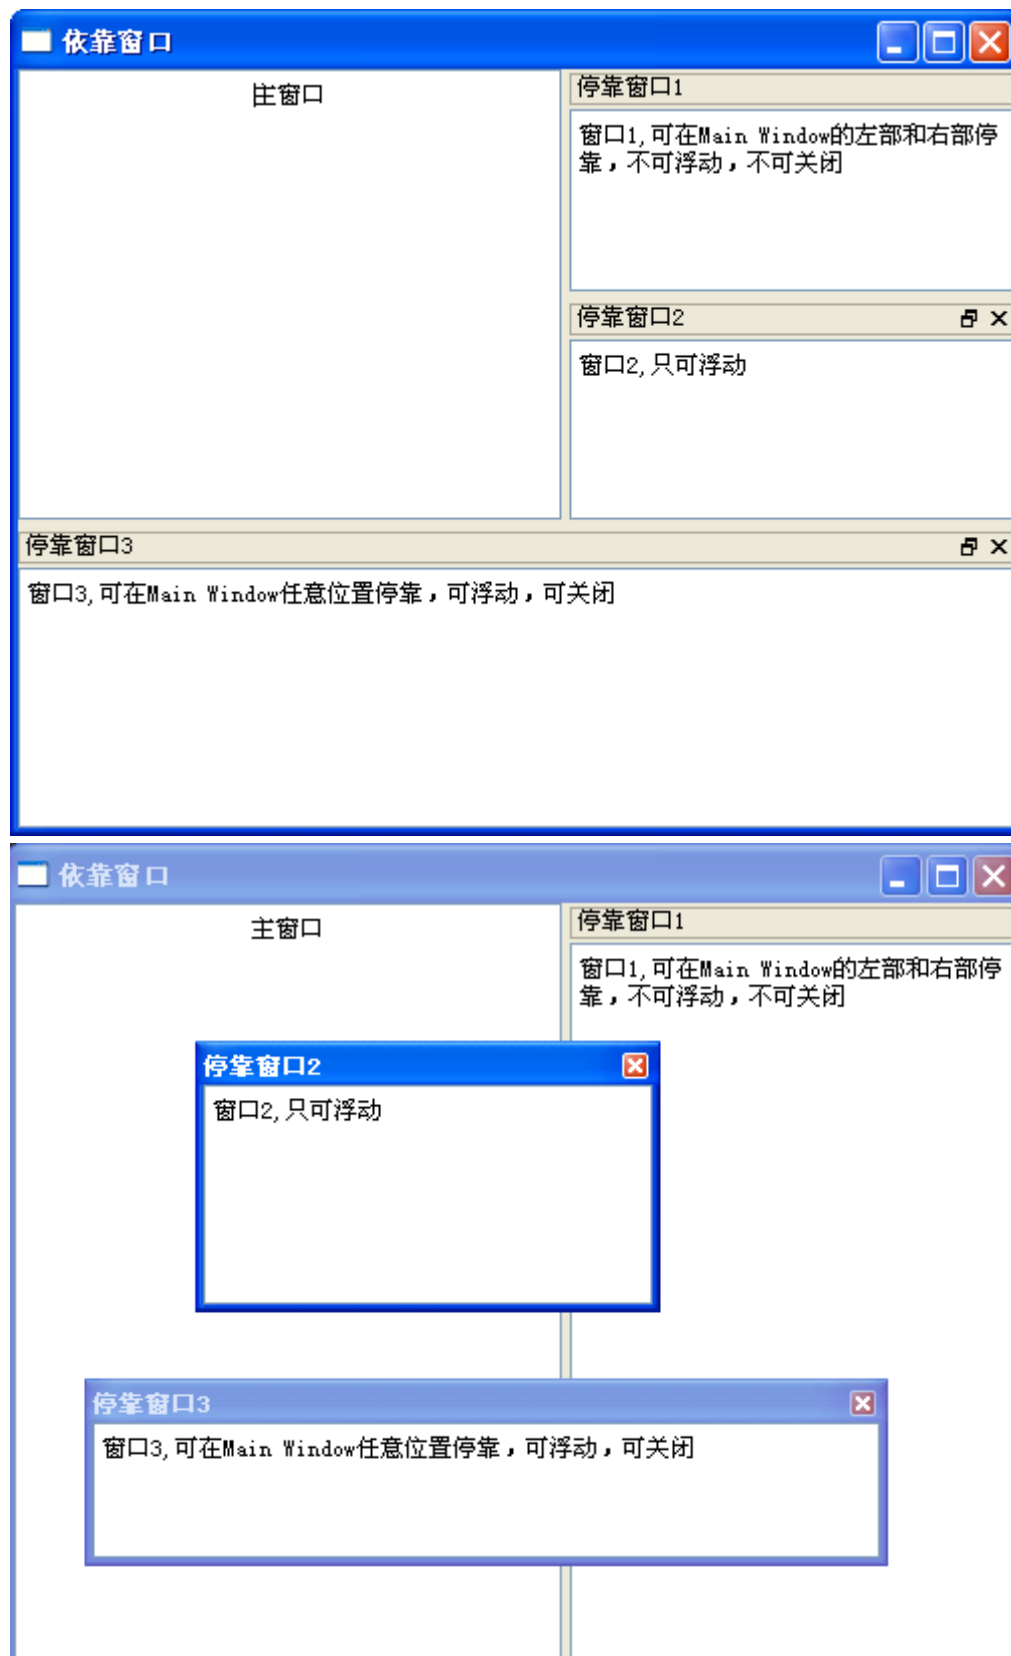 依靠窗口
主窗口
停靠窗口1
窗口1,可在Main Window的左部和右部停
靠，不可浮动，不可关闭
停靠窗口2
窗口2,只可浮动
停靠窗口3
窗口3,可在Main Window任意位置停靠，可浮动，可关闭
依靠窗口
主窗口
停靠窗口1
窗口1,可在Main Window的左部和右部停
靠，不可浮动，不可关闭
停靠窗口2
窗口2,只可浮动
停靠窗口3
窗口3,可在Main Window任意位置停靠，可浮动，可关闭